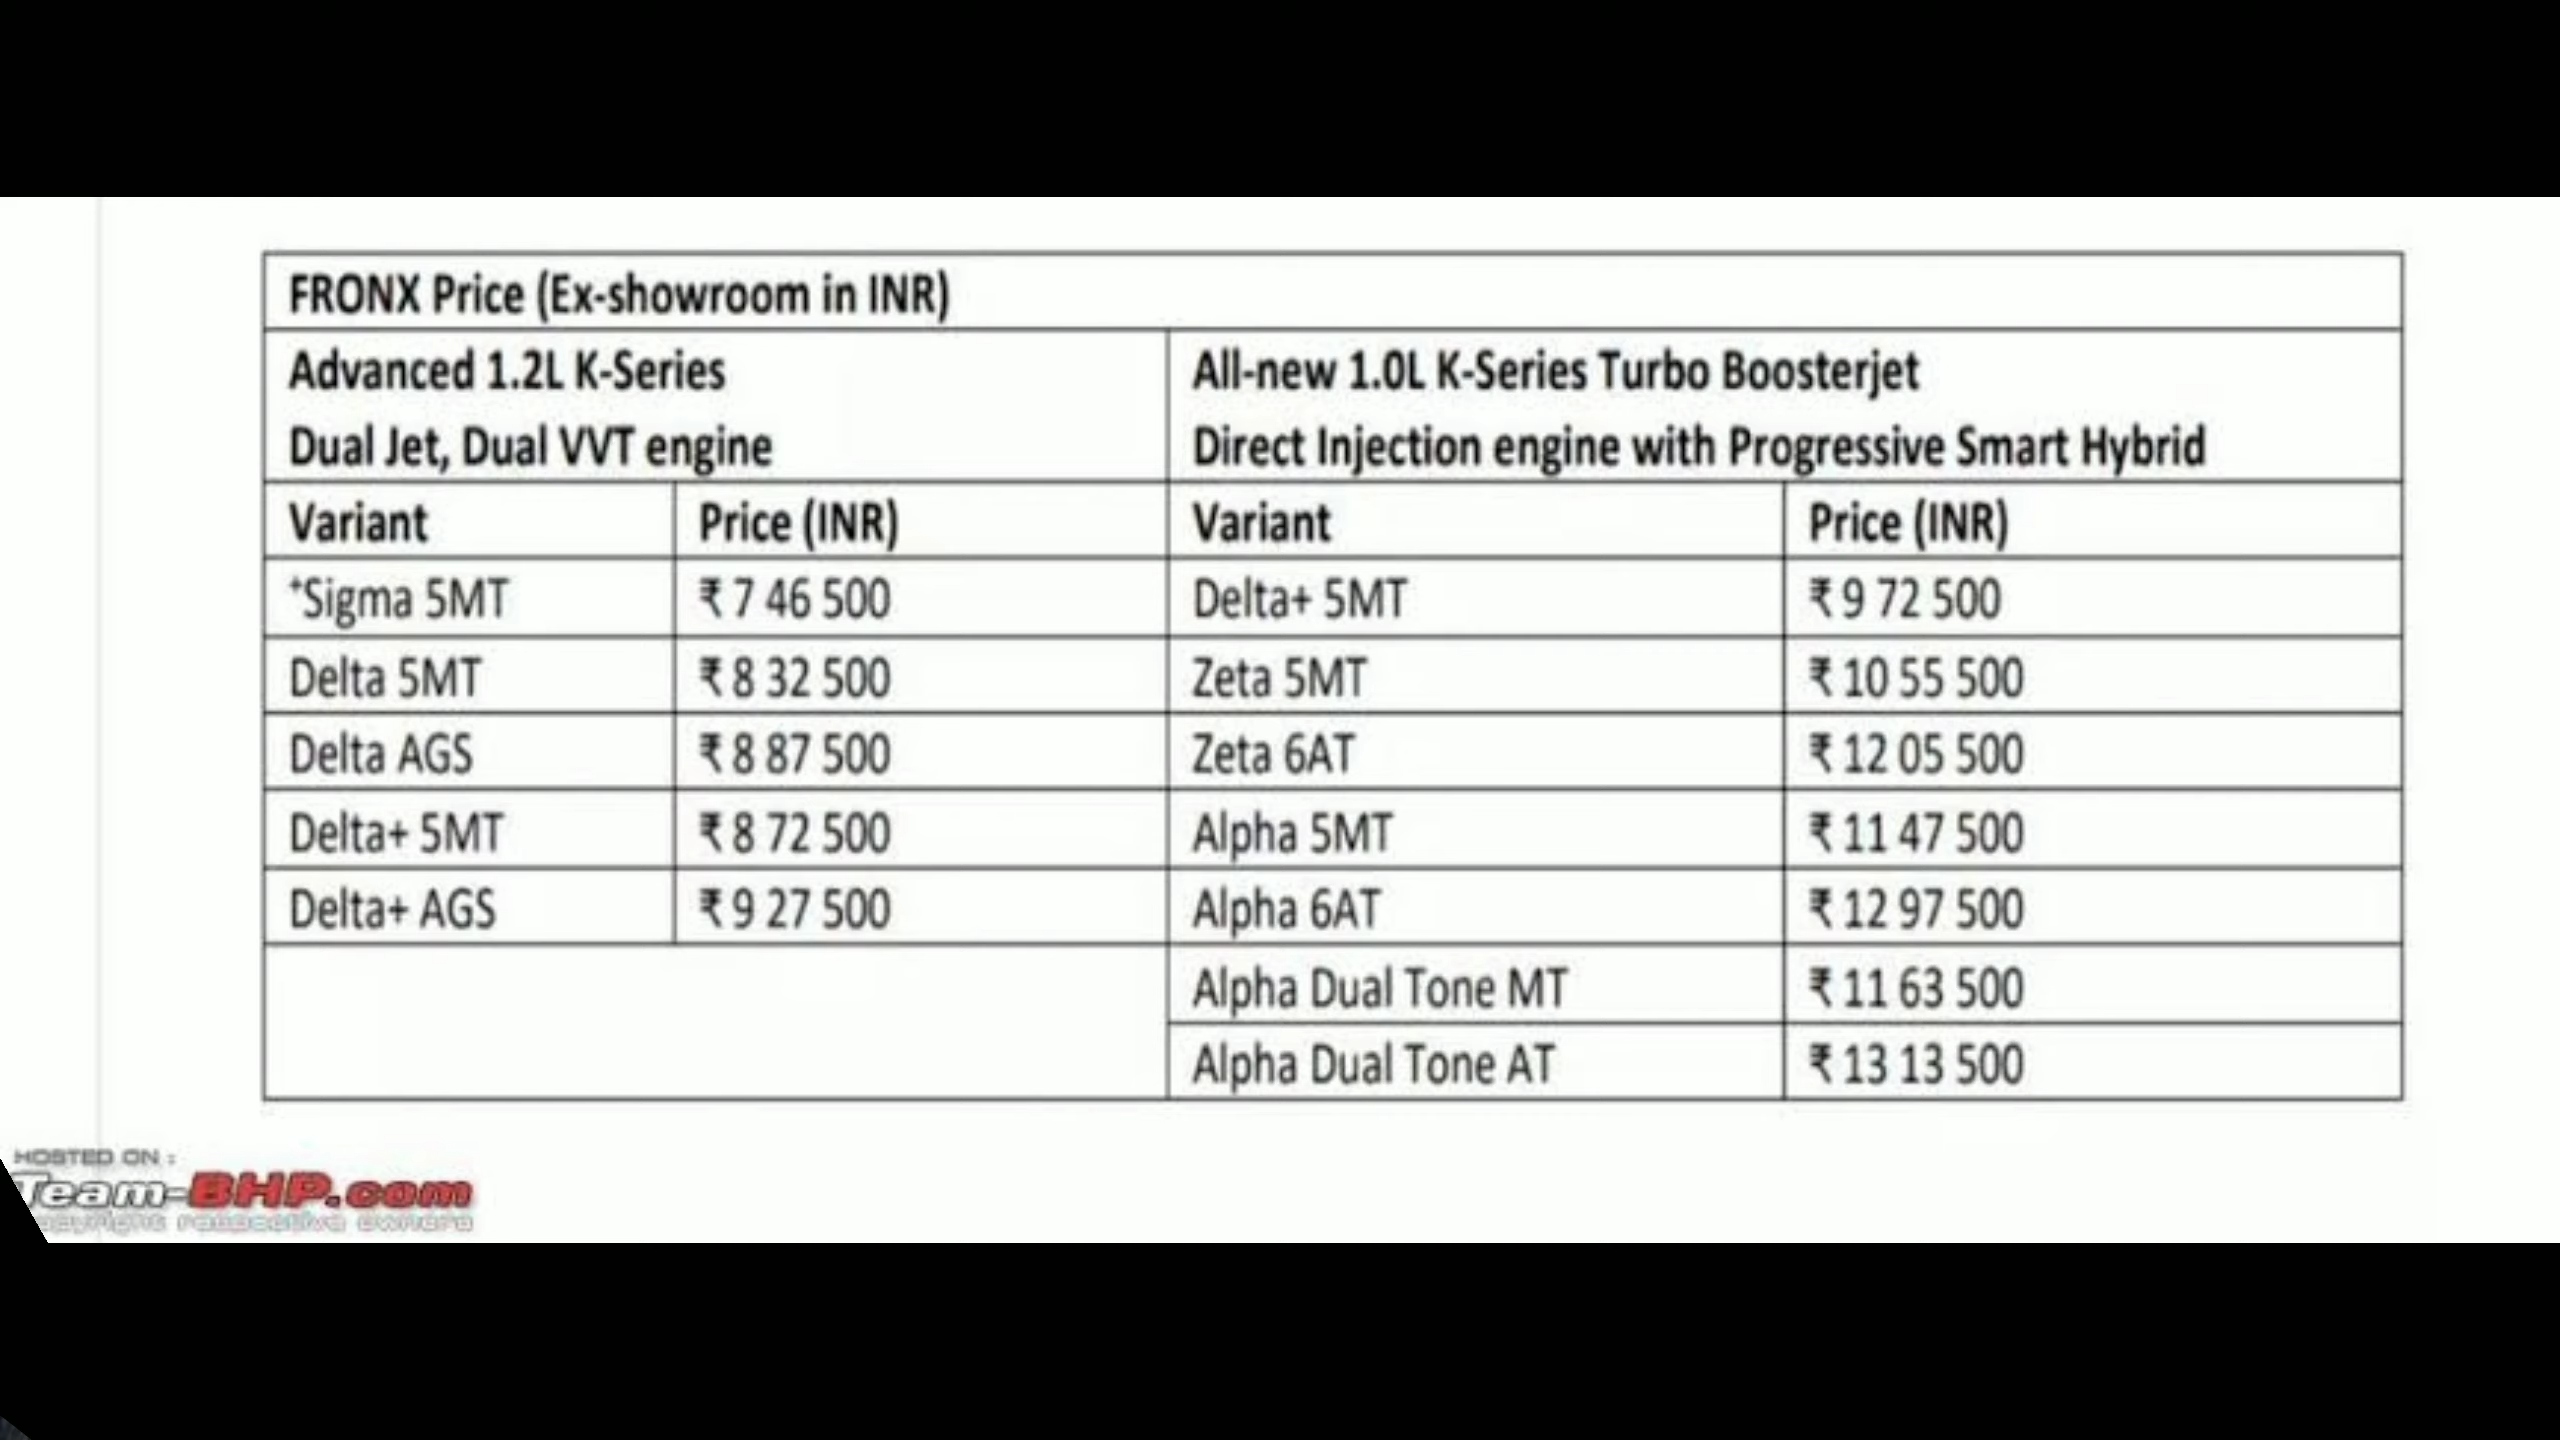 FRONX Price (Ex-showroom in INR)
Advanced 1.2L K-Series
Dual Jet, Dual VVT engine
All-new 1.0L K-Series Turbo Boosterjet
Direct Injection engine with Progressive Smart Hybrid
Variant Price (INR) Variant Price (INR)
+Sigma 5MT ₹ 7 46 500 Delta+ 5MT ₹ 9 72 500
Delta 5MT ₹ 8 32 500 Zeta 5MT ₹ 10 55 500
Delta AGS ₹ 8 87 500 Zeta 6AT ₹ 12 05 500
Delta+ 5MT ₹ 8 72 500 Alpha 5MT ₹ 11 47 500
Delta+ AGS ₹ 9 27 500 Alpha 6AT ₹ 12 97 500
Alpha Dual Tone MT ₹ 11 63 500
Alpha Dual Tone AT ₹ 13 13 500
HOSTED ON :
Team-BHP.com
copyright respective owners